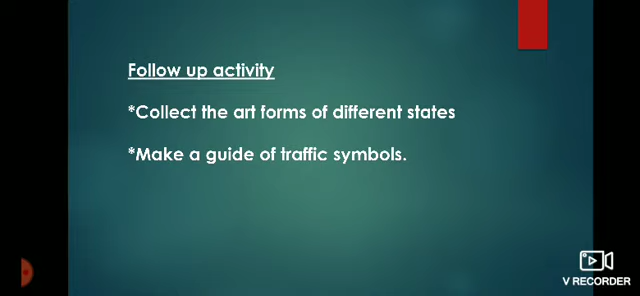 Follow up activity
*Collect the art forms of different states
*Make a guide of traffic symbols.
V RECORDER